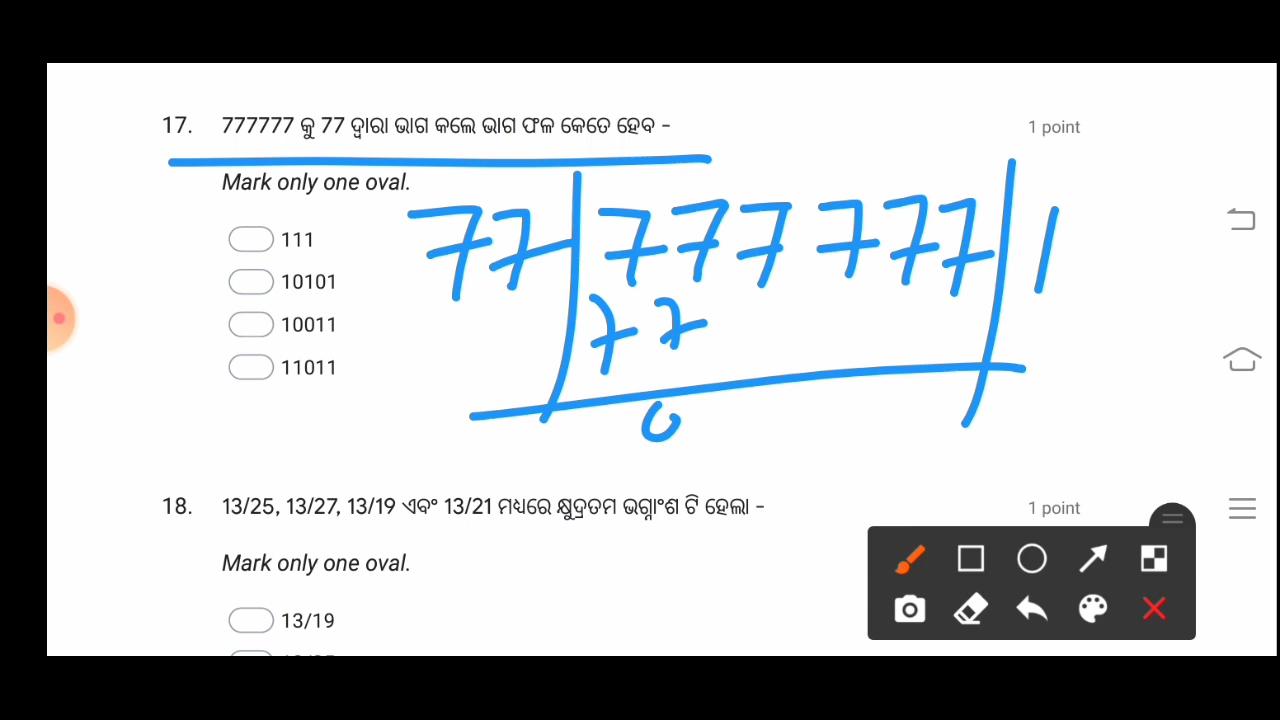 17. 777777 କୁ 77 ଦ୍ୱାରା ଭାଗ କଲେ ଭାଗ ଫଳ କେତେ ହେବ -
1 point
Mark only one oval.
77 777777 1
111
77
10101
10011
11011
0
18. 13/25, 13/27, 13/19 ଏବଂ 13/21 ମଧ୍ୟରେ କ୍ଷୁଦ୍ରତମ ଭଗ୍ନାଂଶ ଟି ହେଲା -
1 point
Mark only one oval.
13/19